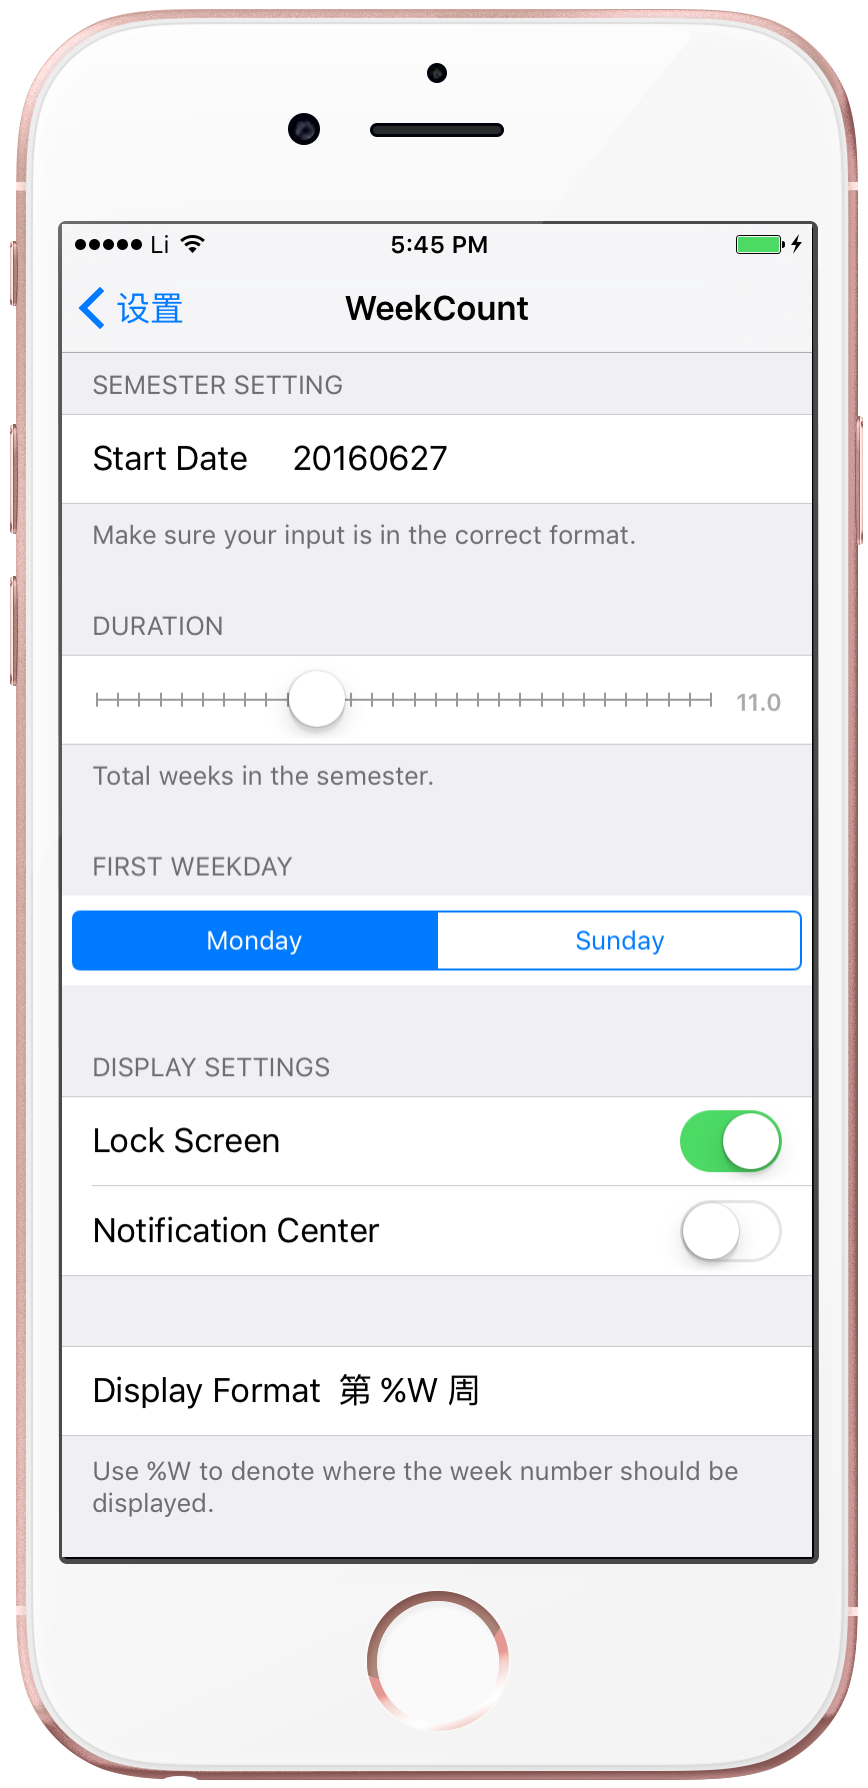 Li 5:45 PM
设置 WeekCount
SEMESTER SETTING
Start Date 20160627
Make sure your input is in the correct format.
DURATION
11.0
Total weeks in the semester.
FIRST WEEKDAY
Monday Sunday
DISPLAY SETTINGS
Lock Screen
Notification Center
Display Format 第 %W 周
Use %W to denote where the week number should be
displayed.